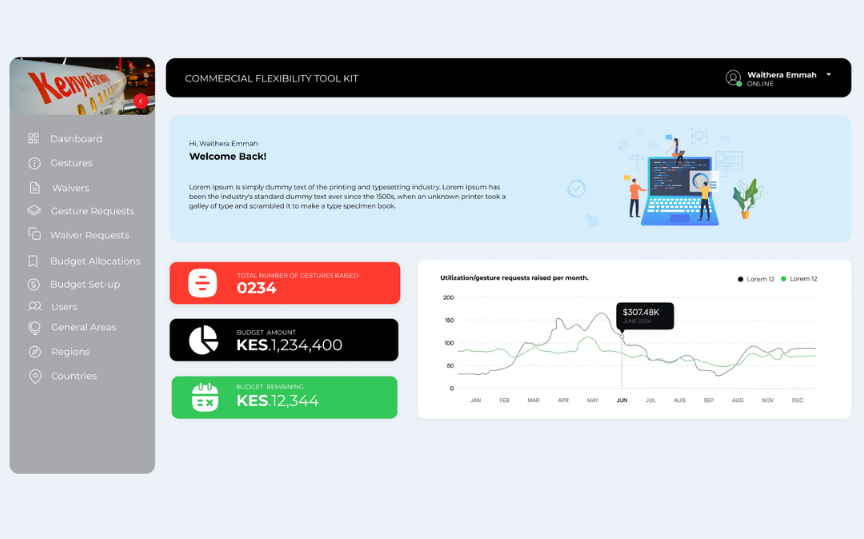 Kenya Airways
COMMERCIAL FLEXIBILITY TOOL KIT
Waithera Emmah
ONLINE
Dashboard
Gestures
Waivers
Gesture Requests
Waiver Requests
Budget Allocations
Budget Set-up
Users
General Areas
Regions
Countries
Hi, Waithera Emmah
Welcome Back!
Lorem Ipsum is simply dummy text of the printing and typesetting industry. Lorem Ipsum has
been the industry's standard dummy text ever since the 1500s, when an unknown printer took a
galley of type and scrambled it to make a type specimen book.
TOTAL NUMBER OF GESTURES RAISED
0234
BUDGET AMOUNT
KES.1,234,400
BUDGET REMAINING
KES.12,344
Utilization/gesture requests raised per month.
Lorem 12 Lorem 12
200
150
100
50
0
$307.48K
JUNE 2024
JAN FEB MAR APR MAY JUN JUL AUG SEP AUG NOV DEC